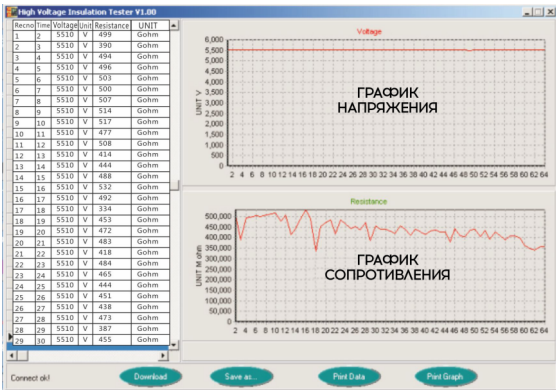 High Voltage Insulation Tester V1.00
Recno Time Voltage Unit Resistance UNIT
1 2 5510 V 499 Gohm
2 3 5510 V 390 Gohm
3 4 5510 V 494 Gohm
4 5 5510 V 496 Gohm
5 6 5510 V 503 Gohm
6 7 5510 V 500 Gohm
7 8 5510 V 507 Gohm
8 9 5510 V 514 Gohm
9 10 5510 V 517 Gohm
10 11 5510 V 477 Gohm
11 12 5510 V 508 Gohm
12 13 5510 V 414 Gohm
13 14 5510 V 444 Gohm
14 15 5510 V 488 Gohm
15 16 5510 V 532 Gohm
16 17 5510 V 492 Gohm
17 18 5510 V 334 Gohm
18 19 5510 V 453 Gohm
19 20 5510 V 472 Gohm
20 21 5510 V 483 Gohm
21 22 5510 V 418 Gohm
22 23 5510 V 484 Gohm
23 24 5510 V 465 Gohm
24 25 5510 V 444 Gohm
25 26 5510 V 451 Gohm
26 27 5510 V 438 Gohm
27 28 5510 V 473 Gohm
28 29 5510 V 387 Gohm
29 30 5510 V 455 Gohm
Voltage
6,000
5,500
5,000
4,500
4,000
3,500
3,000
2,500
2,000
1,500
1,000
500
0
UNIT V
ГРАФИК
НАПРЯЖЕНИЯ
2 4 6 8 10 12 14 16 18 20 22 24 26 28 30 32 34 36 38 40 42 44 46 48 50 52 54 56 58 60 62 64
Resistance
500,000
450,000
400,000
350,000
300,000
250,000
200,000
150,000
100,000
50,000
0
UNIT M ohm
ГРАФИК
СОПРОТИВЛЕНИЯ
2 4 6 8 10 12 14 16 18 20 22 24 26 28 30 32 34 36 38 40 42 44 46 48 50 52 54 56 58 60 62 64
Connect ok!
Download
Save as...
Print Data
Print Graph